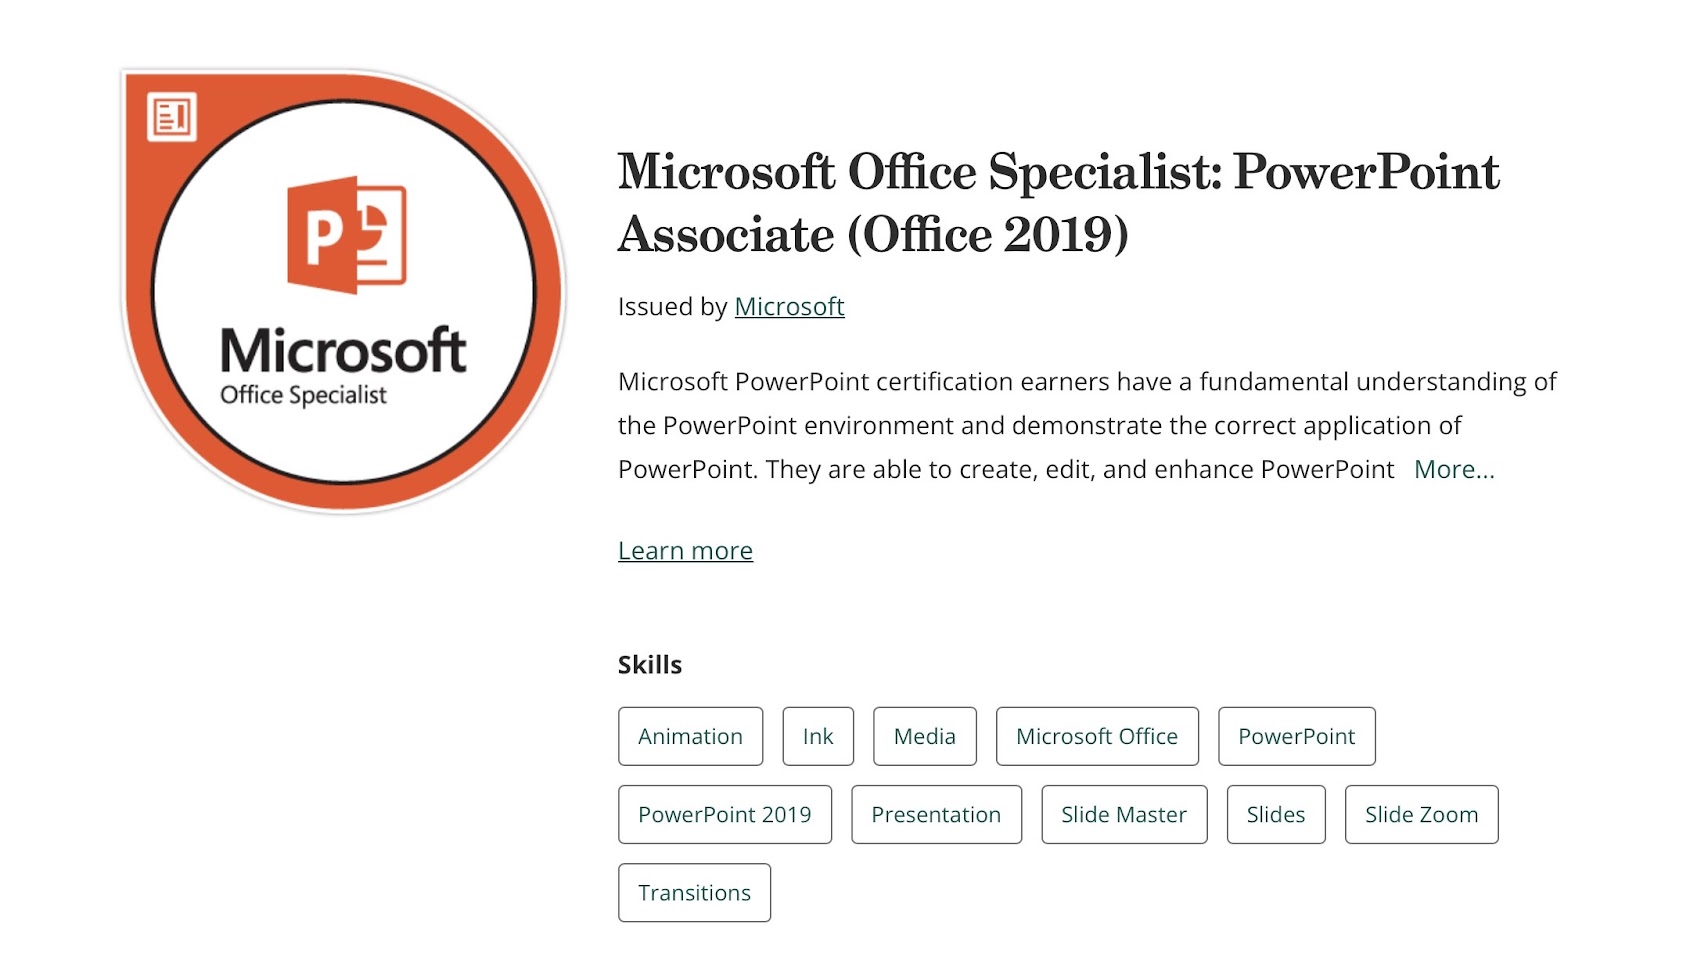 P
Microsoft
Office Specialist
Microsoft Office Specialist: PowerPoint
Associate (Office 2019)
Issued by Microsoft
Microsoft PowerPoint certification earners have a fundamental understanding of
the PowerPoint environment and demonstrate the correct application of
PowerPoint. They are able to create, edit, and enhance PowerPoint More...
Learn more
Skills
Animation Ink Media Microsoft Office PowerPoint
PowerPoint 2019 Presentation Slide Master Slides Slide Zoom
Transitions